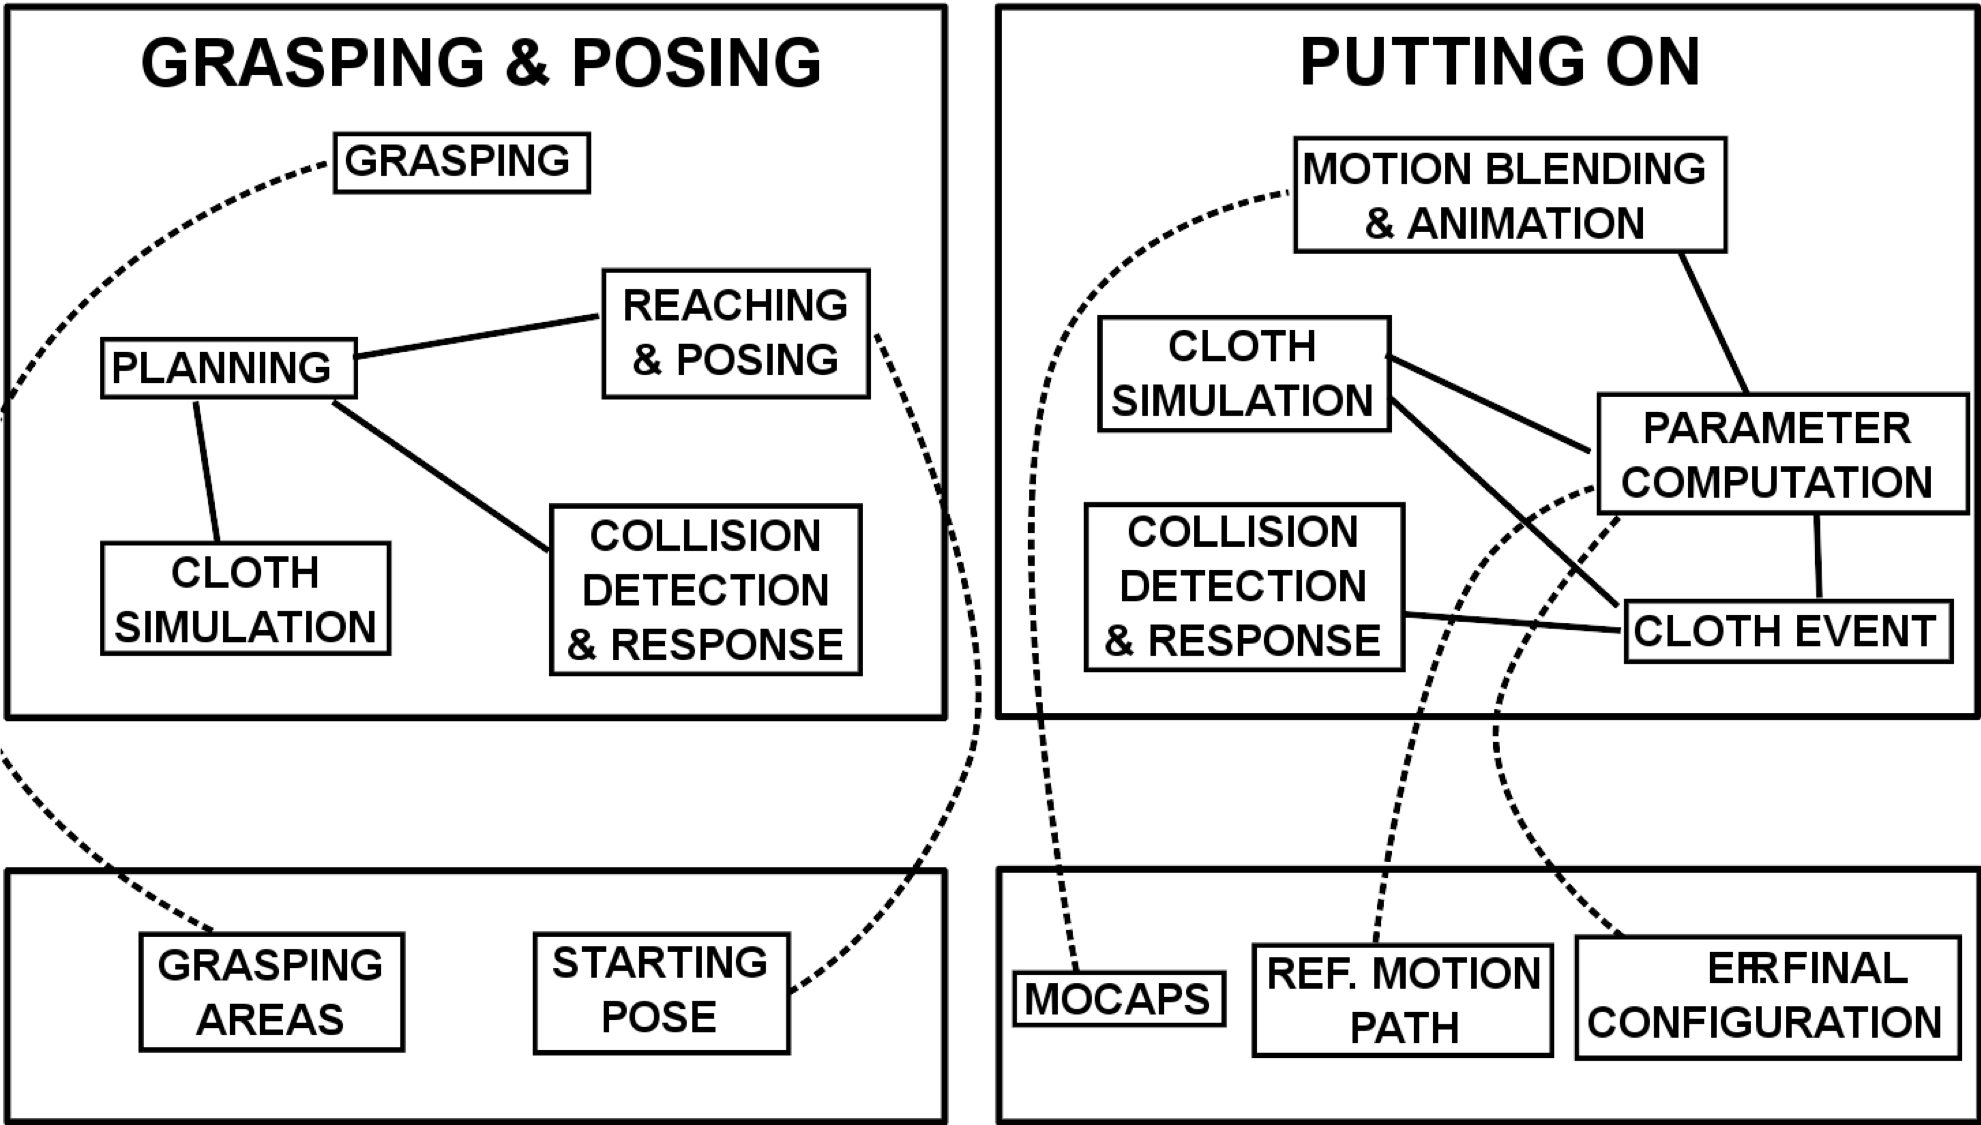 GRASPING & POSING
GRASPING
REACHING
& POSING
PLANNING
CLOTH
SIMULATION
COLLISION
DETECTION
& RESPONSE
PUTTING ON
MOTION BLENDING
& ANIMATION
CLOTH
SIMULATION
PARAMETER
COMPUTATION
COLLISION
DETECTION
& RESPONSE
CLOTH EVENT
GRASPING
AREAS
STARTING
POSE
MOCAPS
REF. MOTION
PATH
FINAL
CONFIGURATION